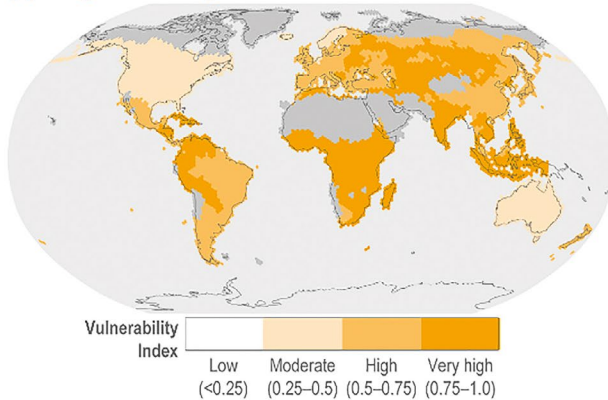 Vulnerability
Index
Low Moderate High Very high
(<0.25) (0.25–0.5) (0.5–0.75) (0.75–1.0)